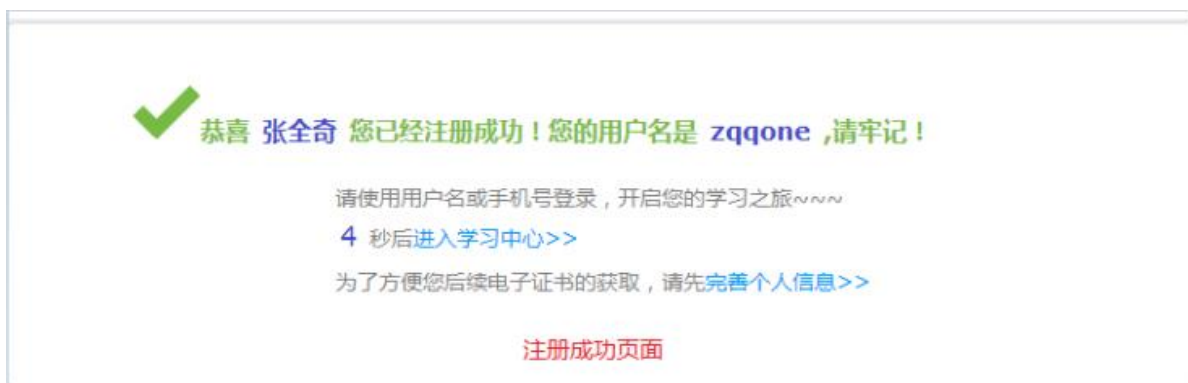 恭喜 张全奇 您已经注册成功！您的用户名是 zqqone ,请牢记！
请使用用户名或手机号登录，开启您的学习之旅~~~
4 秒后进入学习中心>>
为了方便您后续电子证书的获取，请先完善个人信息>>
注册成功页面